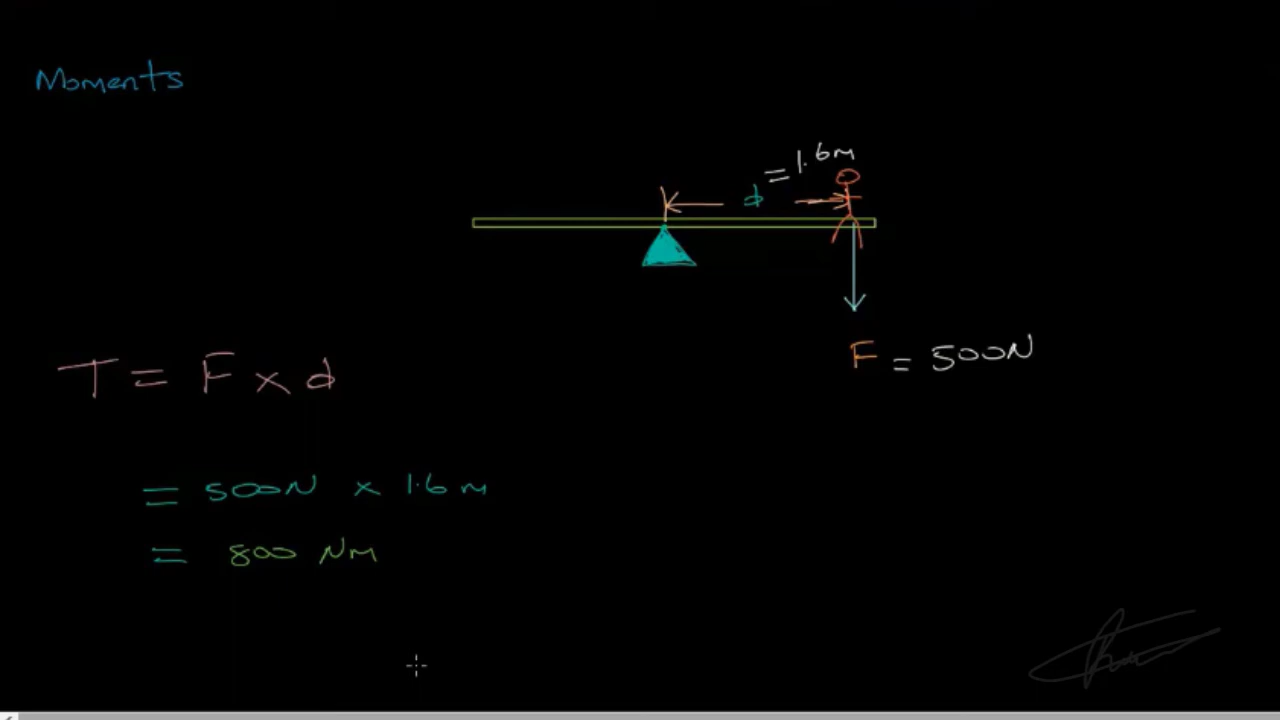 Moments
= 1.6m
d
F = 500N
T = F x d
= 500N x 1.6m
= 800 Nm